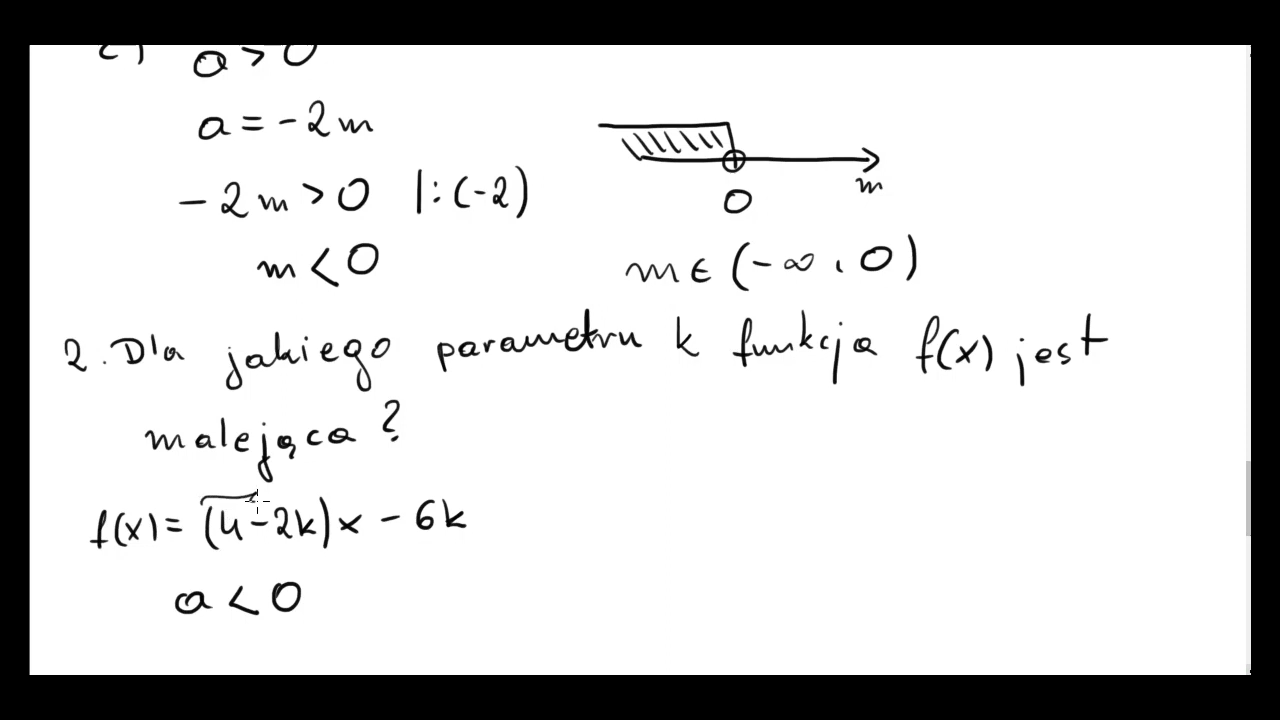 c) a > 0
a = -2m
-2m > 0 |:(-2)
m < 0
m
0
m ∈ (-∞, 0)
2. Dla jakiego parametru k funkcja f(x) jest
malejąca?
f(x) = (4-2k)x - 6k
a < 0